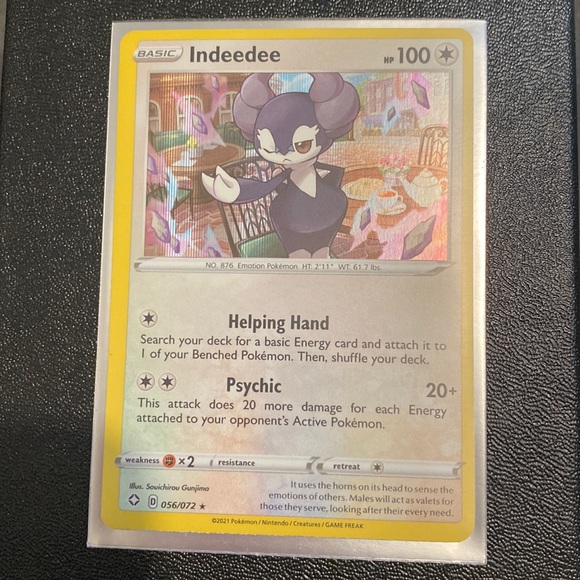 BASIC Indeedee HP 100
NO. 876 Emotion Pokémon HT: 2'11" WT: 61.7 lbs.
Helping Hand
Search your deck for a basic Energy card and attach it to
1 of your Benched Pokémon. Then, shuffle your deck.
Psychic 20+
This attack does 20 more damage for each Energy
attached to your opponent's Active Pokémon.
weakness ×2 resistance retreat
Illus. Souichirou Gunjima
D 056/072 ★
It uses the horns on its head to sense the
emotions of others. Males will act as valets for
those they serve, looking after their every need.
©2021 Pokémon / Nintendo / Creatures / GAME FREAK